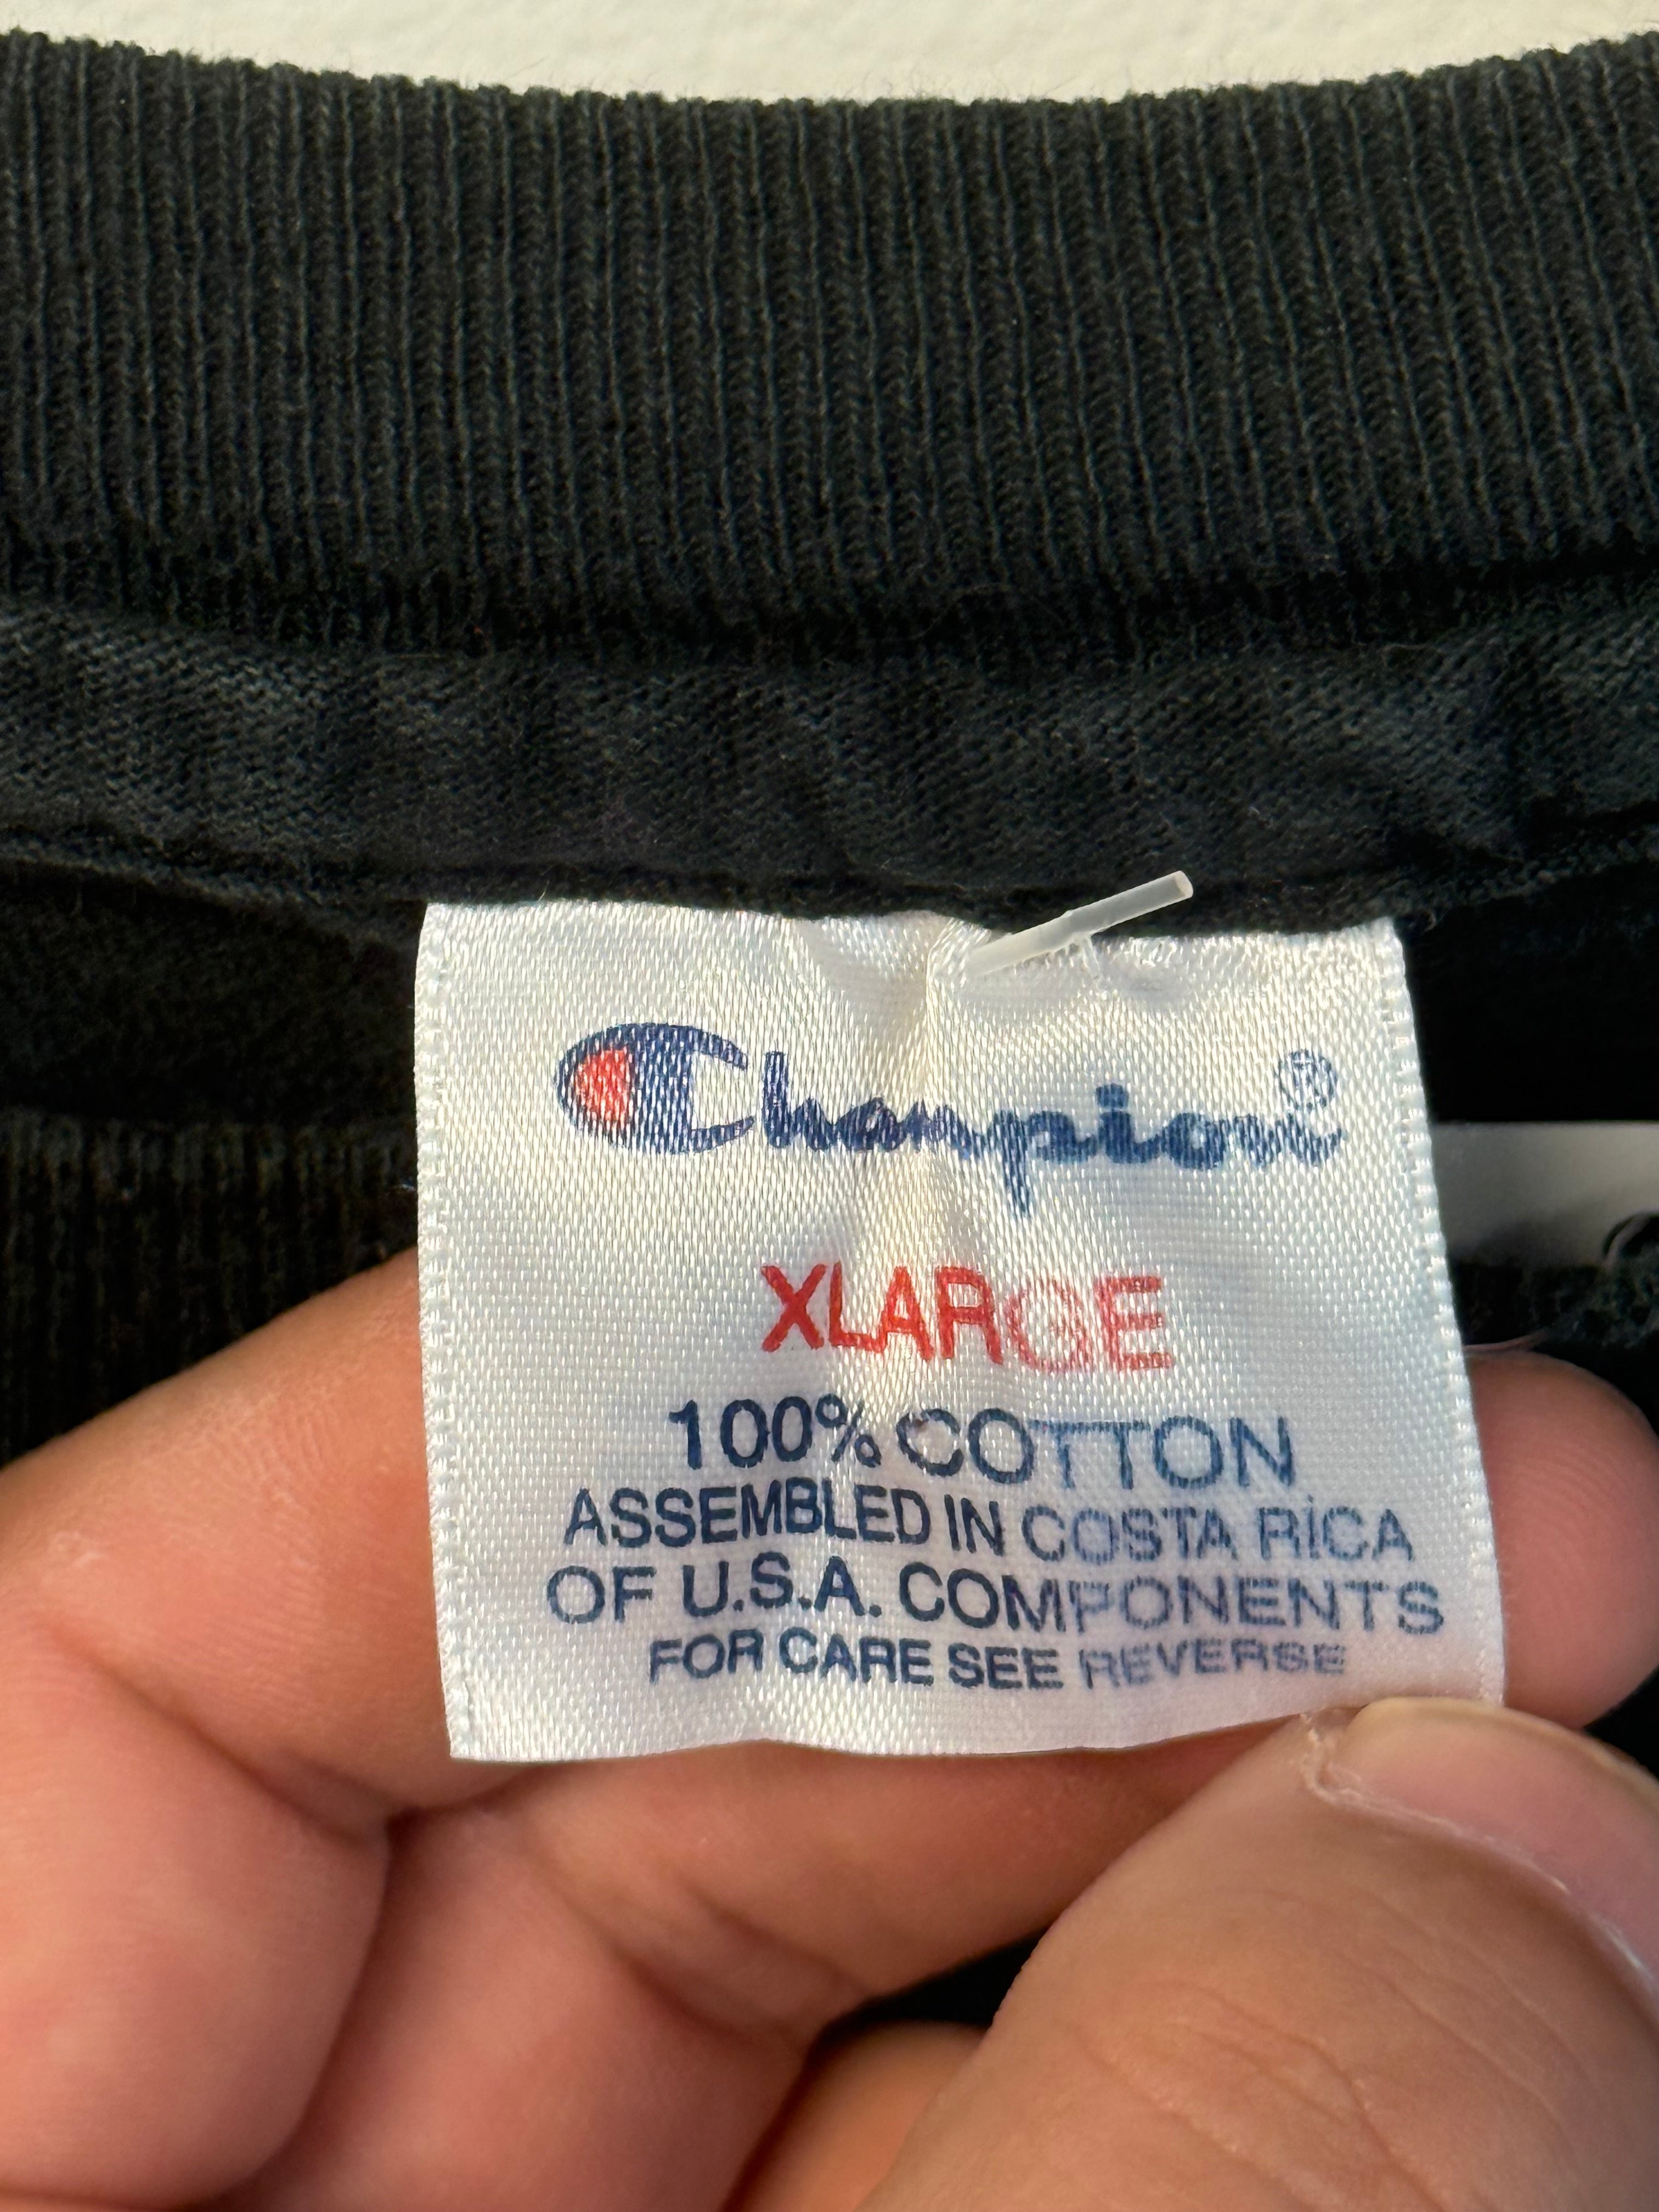 Champion®
XLARGE
100% COTTON
ASSEMBLED IN COSTA RICA
OF U.S.A. COMPONENTS
FOR CARE SEE REVERSE